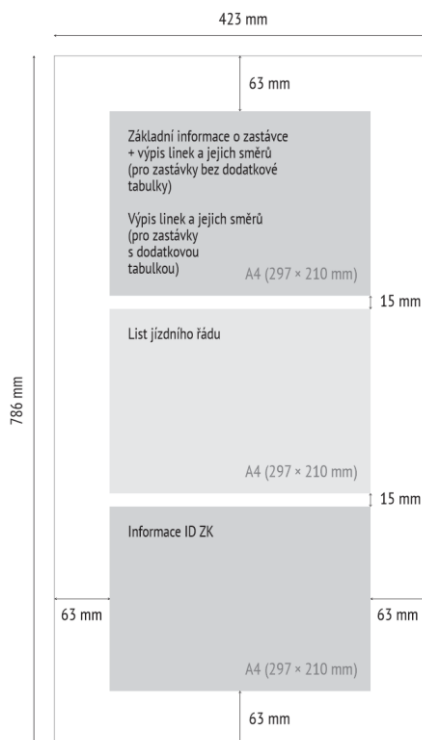 423 mm
63 mm
Základní informace o zastávce
+ výpis linek a jejich směrů
(pro zastávky bez dodatkové
tabulky)
Výpis linek a jejich směrů
(pro zastávky
s dodatkovou
tabulkou)
A4 (297 × 210 mm)
15 mm
List jízdního řádu
786 mm
A4 (297 × 210 mm)
15 mm
Informace ID ZK
63 mm
63 mm
A4 (297 × 210 mm)
63 mm